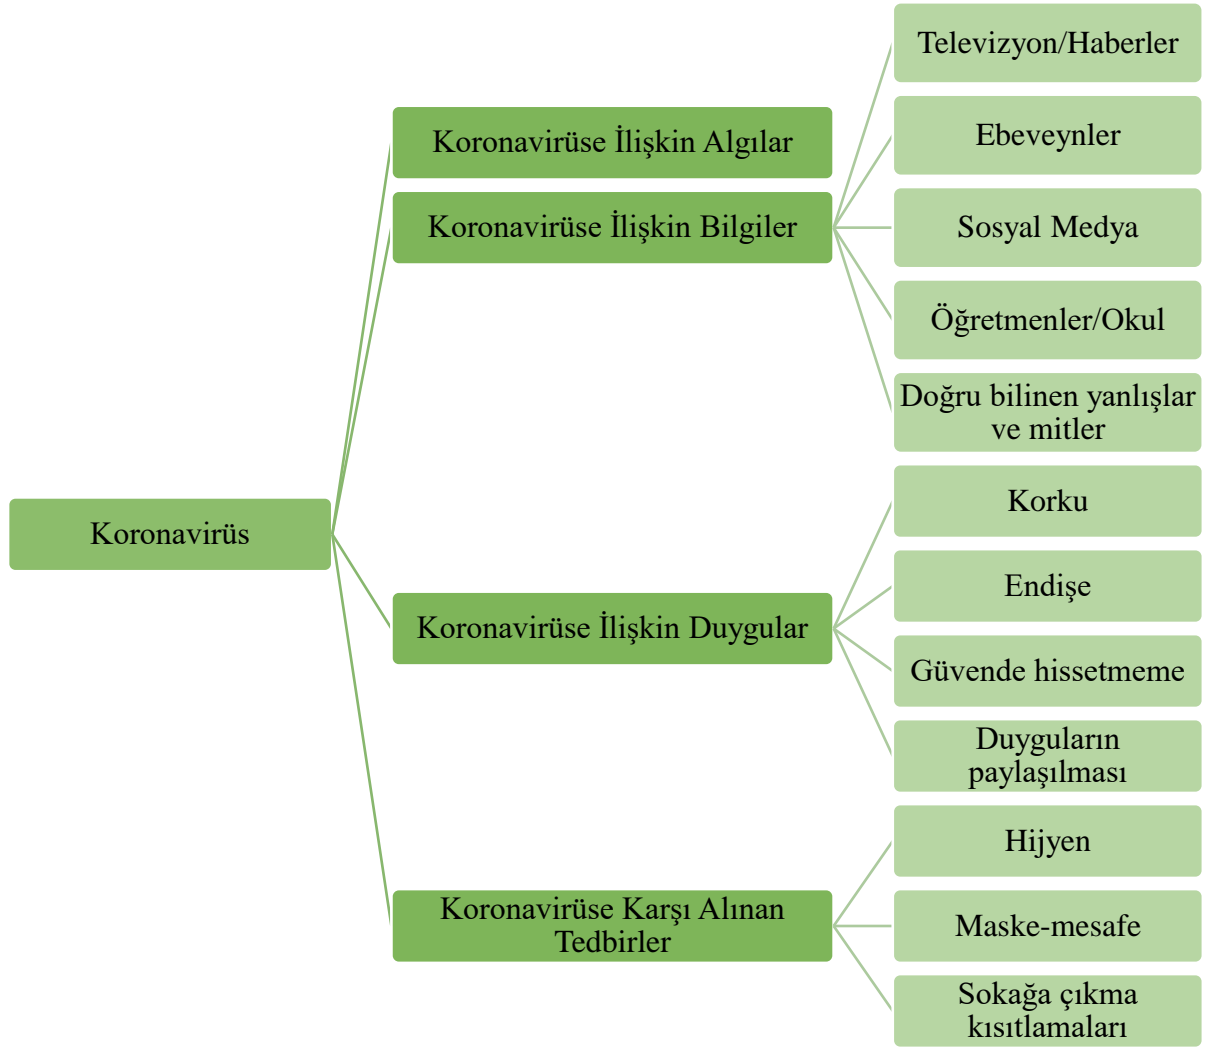 Koronavirüs
Koronavirüse İlişkin Algılar
Koronavirüse İlişkin Bilgiler
Televizyon/Haberler
Ebeveynler
Sosyal Medya
Öğretmenler/Okul
Doğru bilinen yanlışlar
ve mitler
Koronavirüse İlişkin Duygular
Korku
Endişe
Güvende hissetmeme
Duyguların
paylaşılması
Koronavirüse Karşı Alınan
Tedbirler
Hijyen
Maske-mesafe
Sokağa çıkma
kısıtlamaları